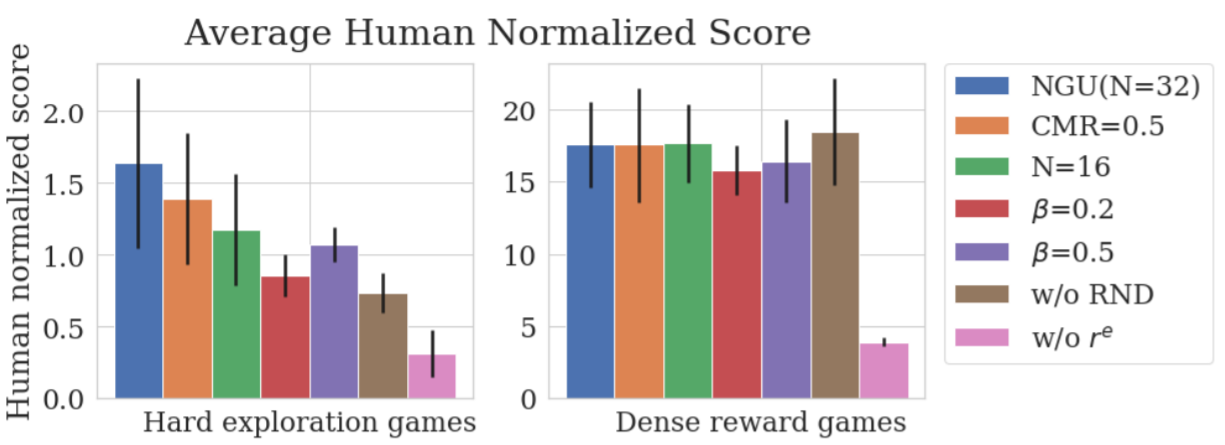 Average Human Normalized Score
Human normalized score
2.0
1.5
1.0
0.5
0.0
Hard exploration games
20
15
10
5
0
Dense reward games
NGU(N=32)
CMR=0.5
N=16
β=0.2
β=0.5
w/o RND
w/o rᵉ